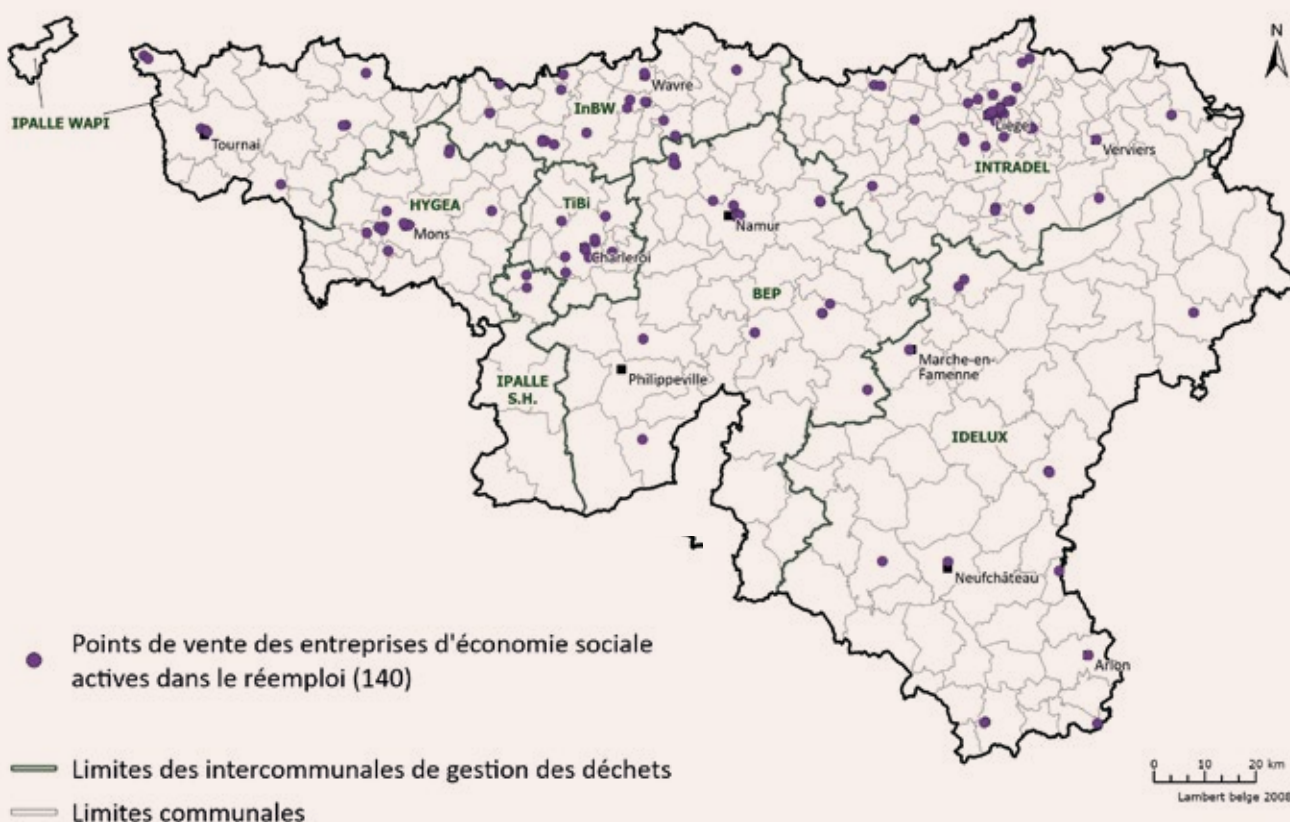 N
IPALLE WAPI
Tournai
InBW
Wavre
Liège
Verviers
INTRADEL
HYGEA
Mons
TiBi
Charleroi
Namur
BEP
Marche-en-
Famenne
Philippeville
IPALLE
S.H.
IDELUX
Neufchâteau
Arlon
Points de vente des entreprises d'économie sociale
actives dans le réemploi (140)
Limites des intercommunales de gestion des déchets
Limites communales
0 10 20 km
Lambert belge 2008